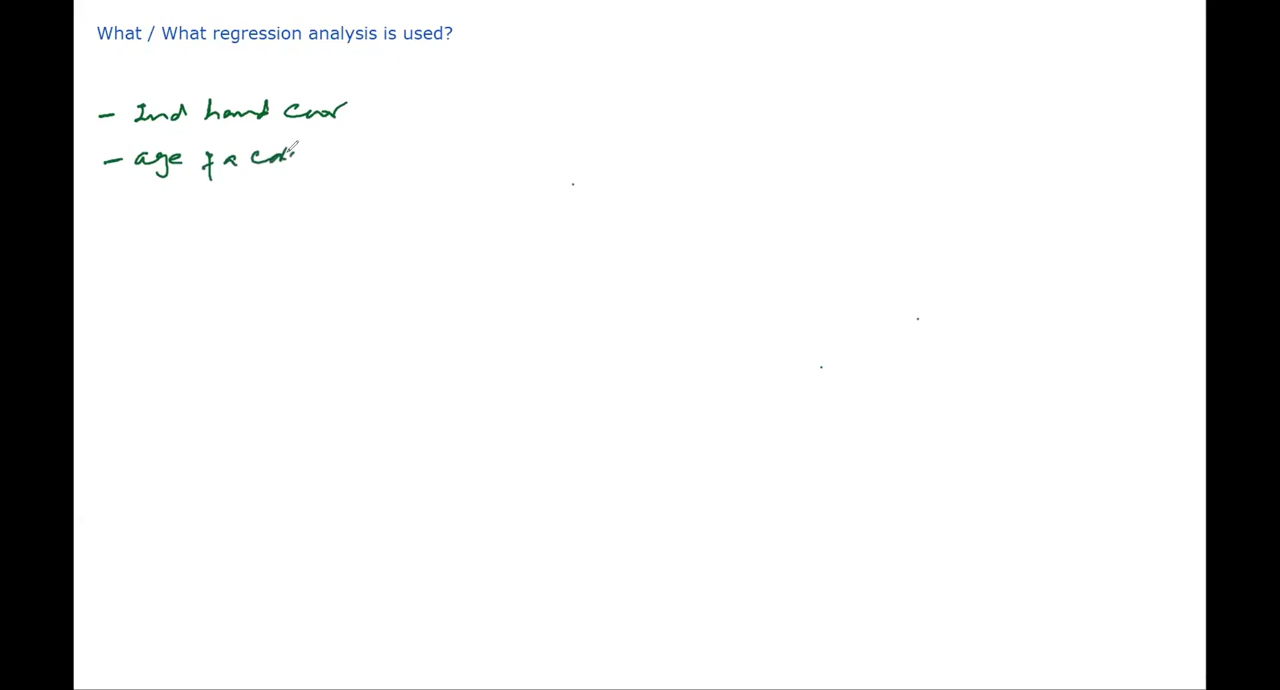 What / What regression analysis is used?
- 2nd hand car
- age of a car